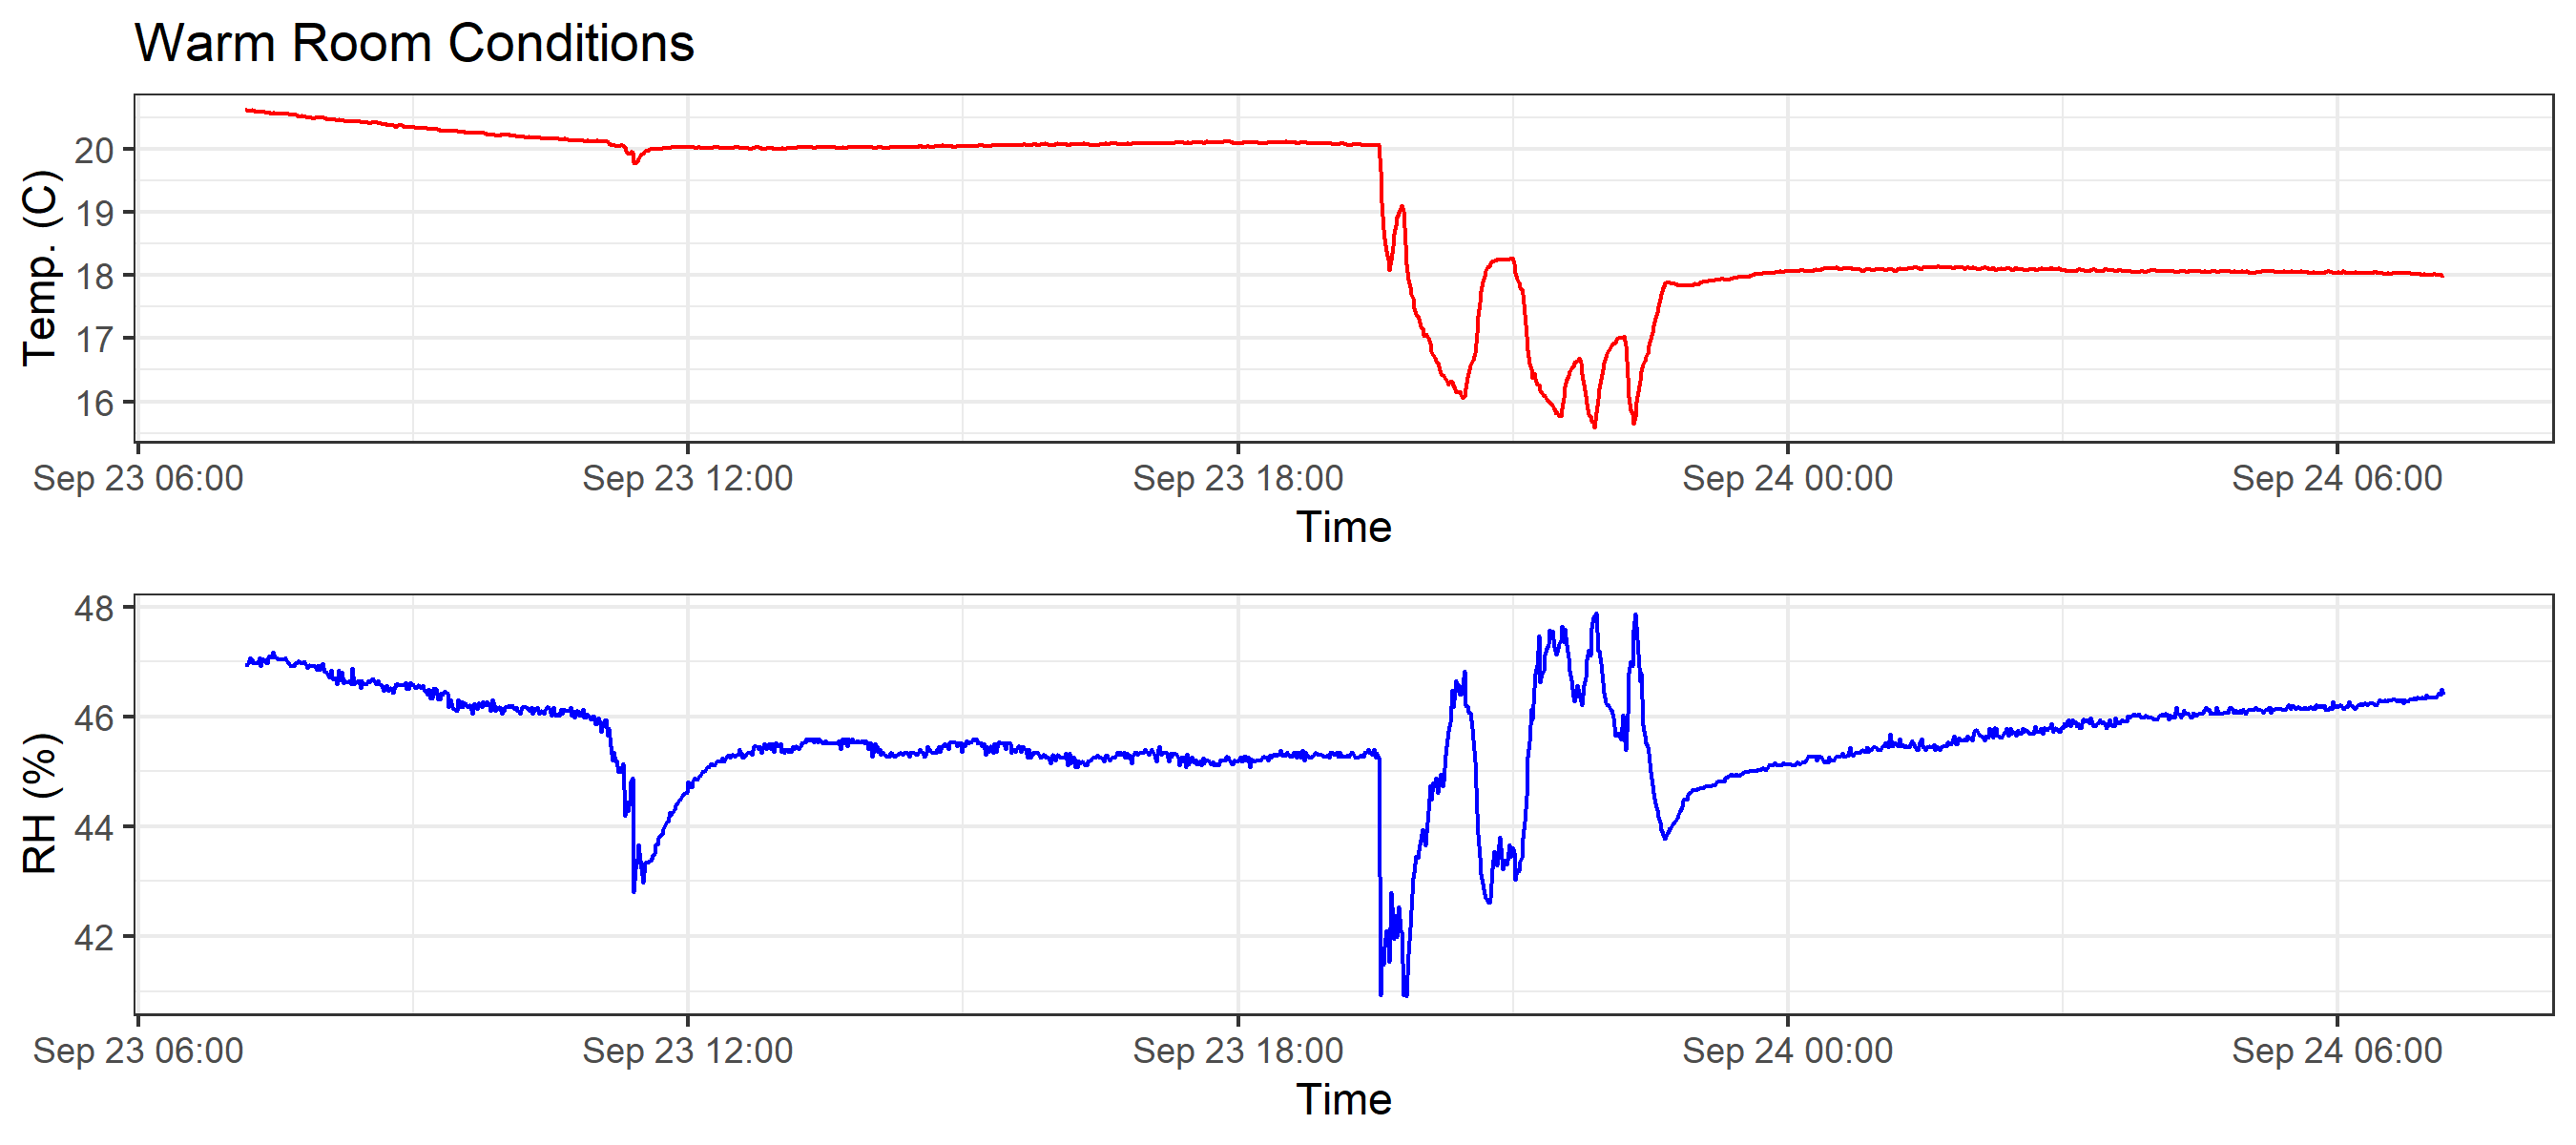 Warm Room Conditions
Temp. (C)
20
19
18
17
16
Sep 23 06:00 Sep 23 12:00 Sep 23 18:00 Sep 24 00:00 Sep 24 06:00
Time
RH (%)
48
46
44
42
Sep 23 06:00 Sep 23 12:00 Sep 23 18:00 Sep 24 00:00 Sep 24 06:00
Time